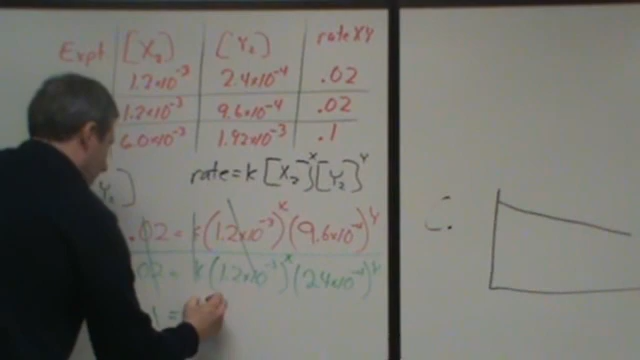 Expt [X₂] [Y₂] rate XY
1.2×10⁻³ 2.4×10⁻⁴ .02
1.2×10⁻³ 9.6×10⁻⁴ .02
6.0×10⁻³ 1.92×10⁻³ .1
rate = k [X₂]ˣ [Y₂]ʸ
Y₂]
.02 = k (1.2×10⁻³)ˣ (9.6×10⁻⁴)ʸ
.02 = k (1.2×10⁻³)ˣ (2.4×10⁻⁴)ʸ
1 =